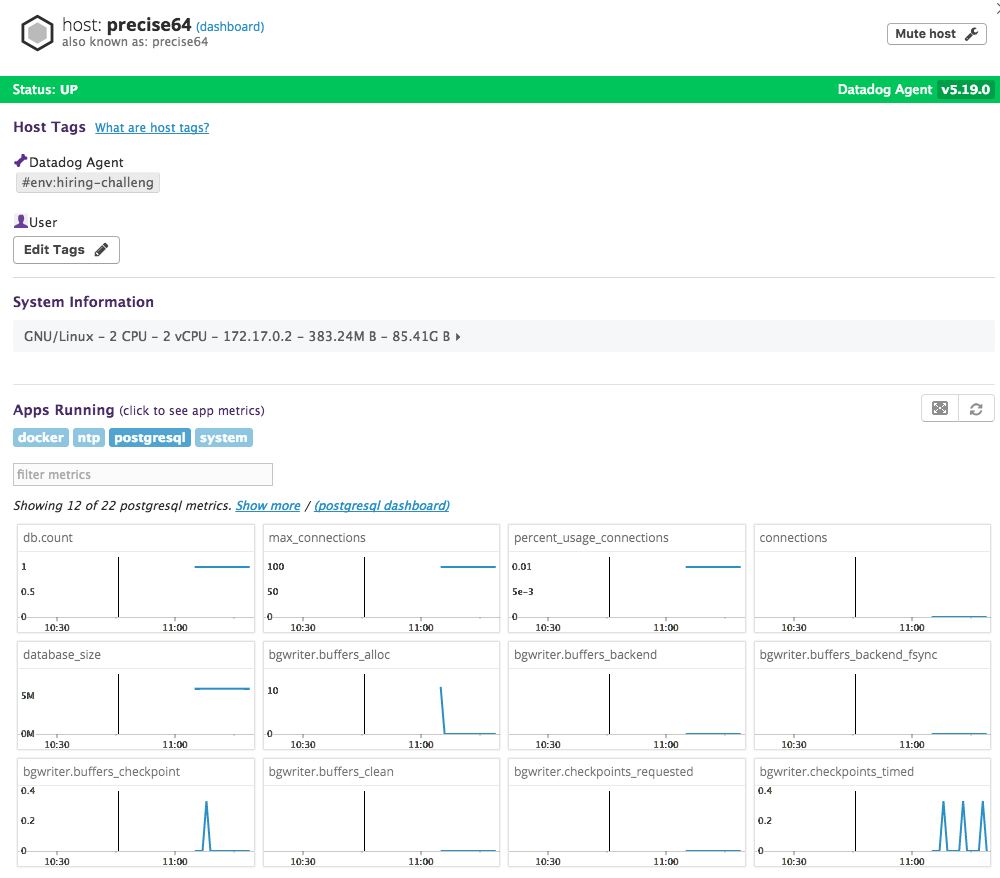 host: precise64 (dashboard)
also known as: precise64
Mute host
Status: UP
Datadog Agent v5.19.0
Host Tags What are host tags?
Datadog Agent
#env:hiring-challeng
User
Edit Tags
System Information
GNU/Linux - 2 CPU - 2 vCPU - 172.17.0.2 - 383.24M B - 85.41G B
Apps Running (click to see app metrics)
docker ntp postgresql system
filter metrics
Showing 12 of 22 postgresql metrics. Show more / (postgresql dashboard)
db.count
1
0.5
0
10:30 11:00
max_connections
100
50
0
10:30 11:00
percent_usage_connections
0.01
5e-3
0
10:30 11:00
connections
10:30 11:00
database_size
5M
0M
10:30 11:00
bgwriter.buffers_alloc
10
0
10:30 11:00
bgwriter.buffers_backend
10:30 11:00
bgwriter.buffers_backend_fsync
10:30 11:00
bgwriter.buffers_checkpoint
0.4
0.2
0
10:30 11:00
bgwriter.buffers_clean
10:30 11:00
bgwriter.checkpoints_requested
10:30 11:00
bgwriter.checkpoints_timed
0.4
0.2
0
10:30 11:00